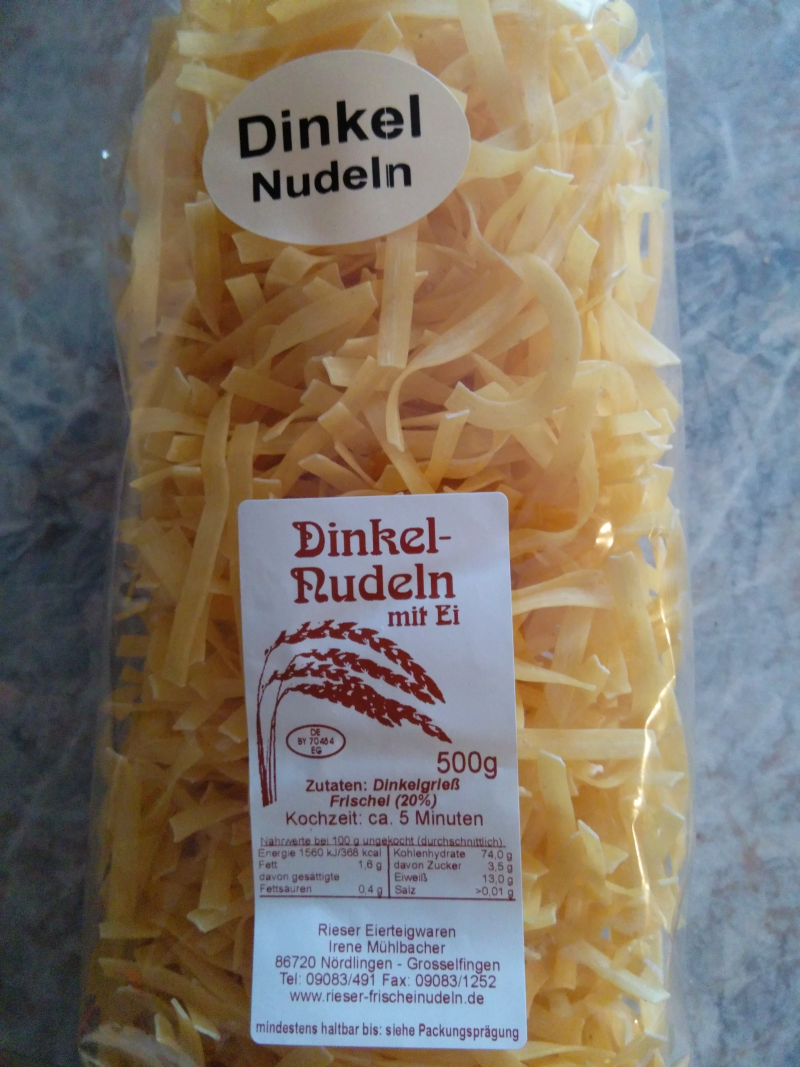 Dinkel
Nudeln
Dinkel-
Nudeln
mit Ei
DE
BY 70484
EG
500g
Zutaten: Dinkelgrieß
Frischei (20%)
Kochzeit: ca. 5 Minuten
Nährwerte bei 100 g ungekocht (durchschnittlich)
Energie 1560 kJ/368 kcal
Fett 1,6 g
davon gesättigte
Fettsäuren 0,4 g
Kohlenhydrate 74,0 g
davon Zucker 3,5 g
Eiweiß 13,0 g
Salz >0,01 g
Rieser Eierteigwaren
Irene Mühlbacher
86720 Nördlingen - Grosselfingen
Tel: 09083/491 Fax: 09083/1252
www.rieser-frischeinudeln.de
mindestens haltbar bis: siehe Packungsprägung